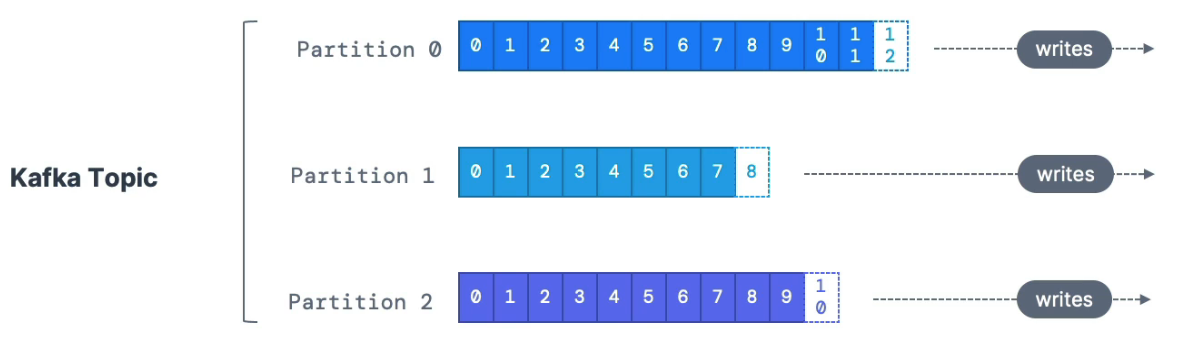 Partition 0 0 1 2 3 4 5 6 7 8 9 10 11 12 writes
Kafka Topic
Partition 1 0 1 2 3 4 5 6 7 8 writes
Partition 2 0 1 2 3 4 5 6 7 8 9 10 writes